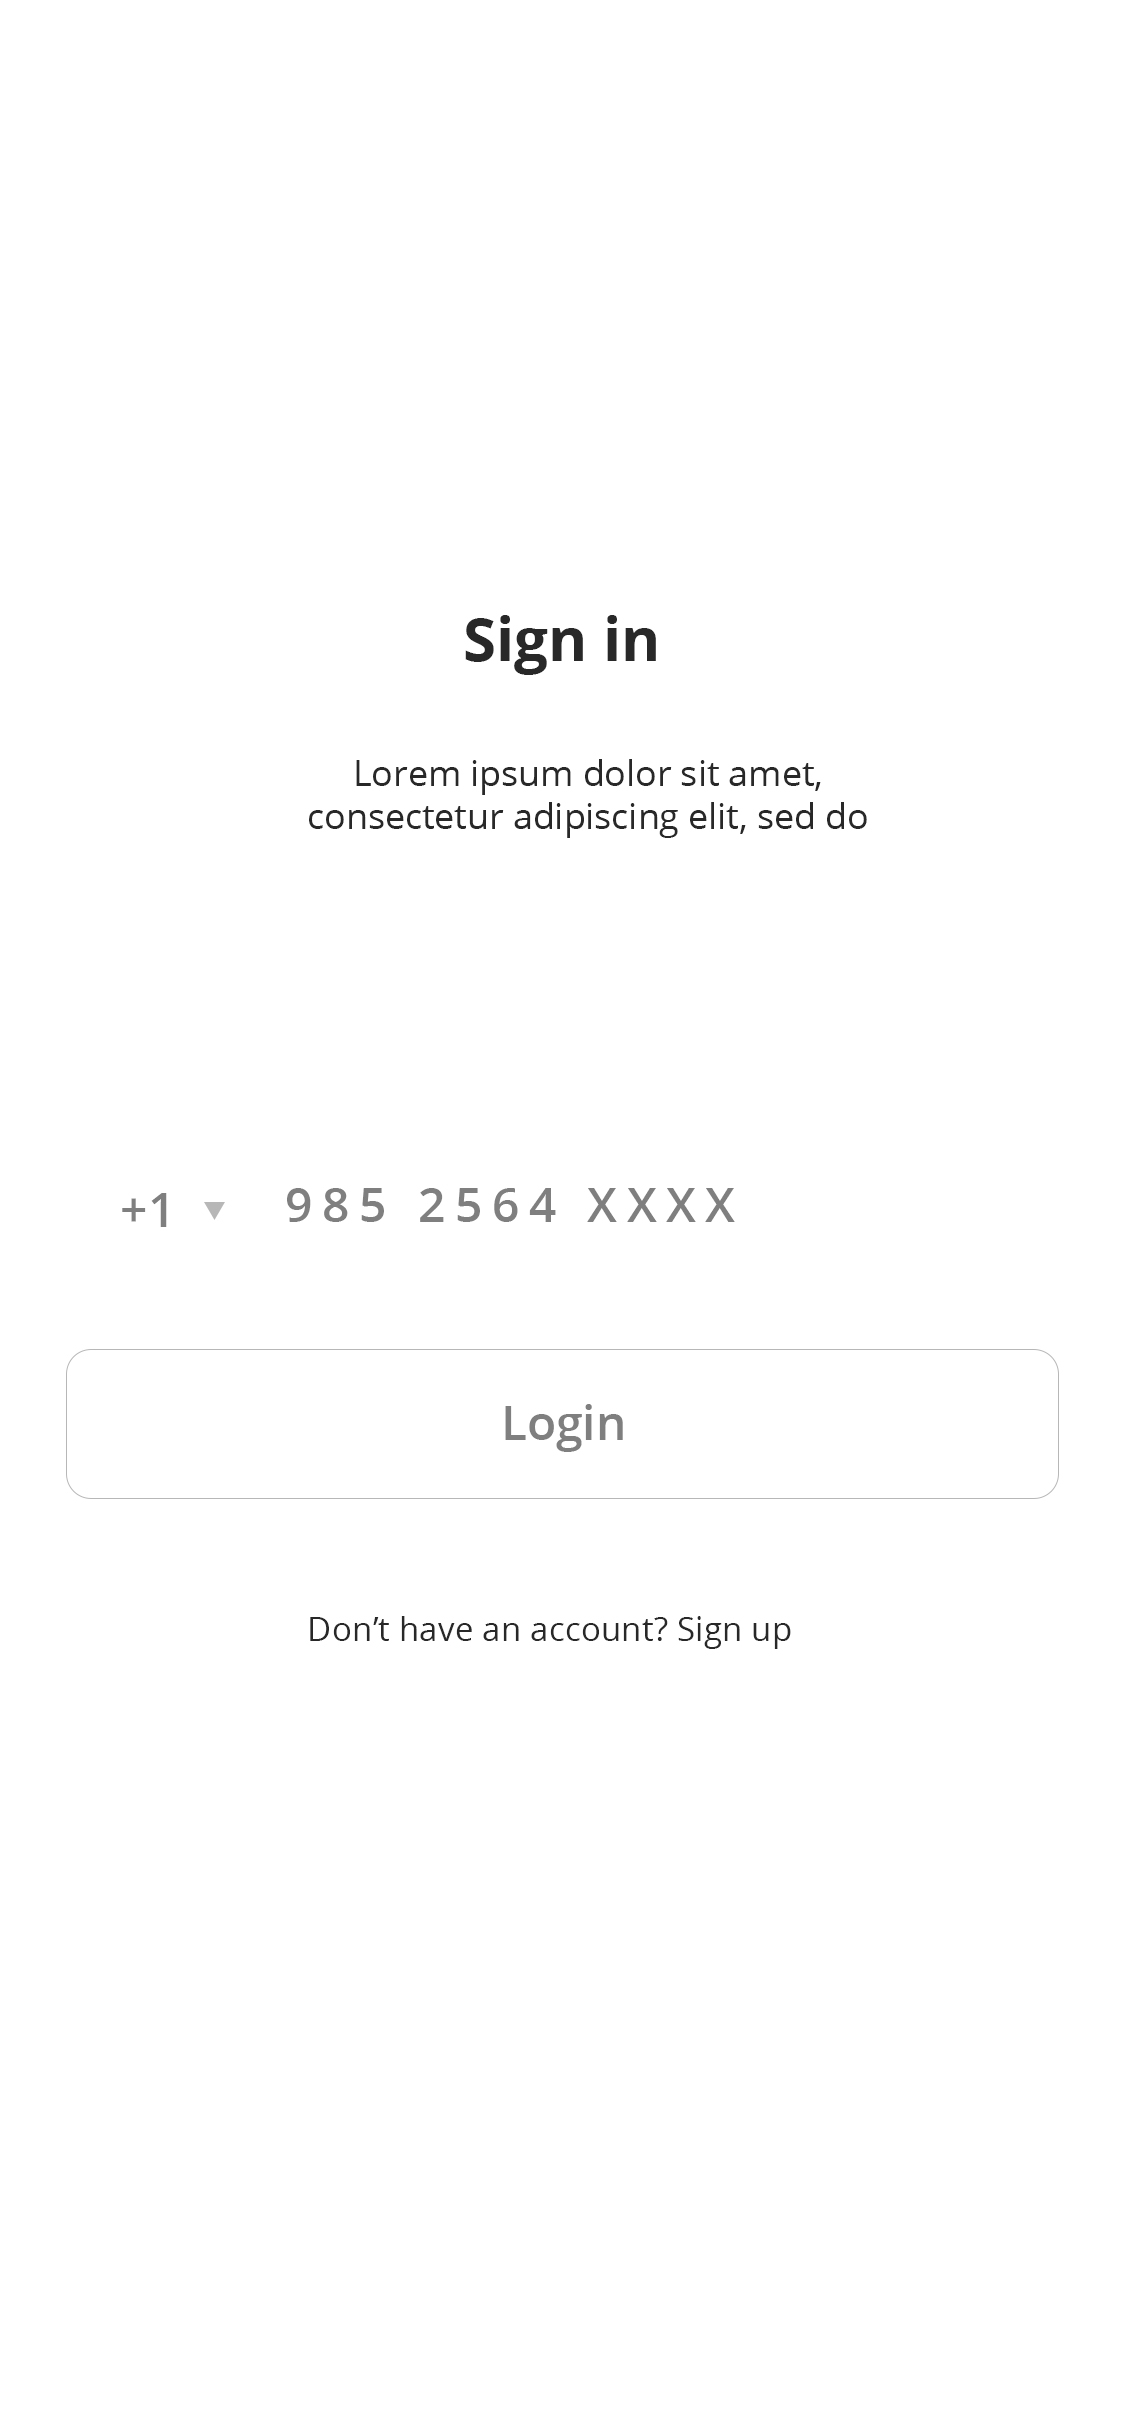 Sign in
Lorem ipsum dolor sit amet,
consectetur adipiscing elit, sed do
+1 985 2564 XXXX
Login
Don’t have an account? Sign up